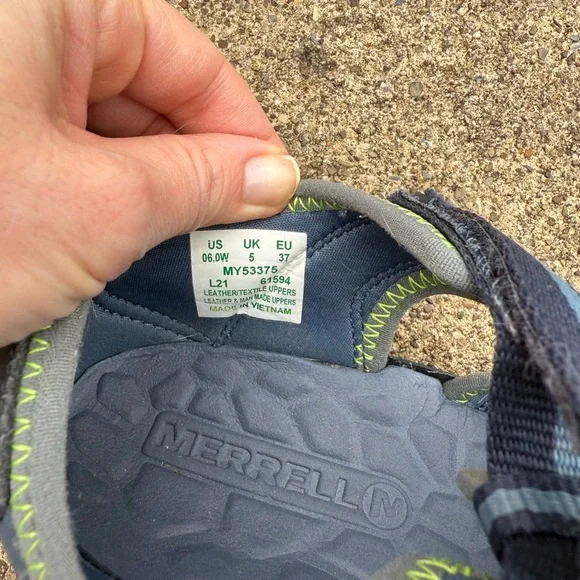 US UK EU
06.0W 5 37
MY53375
L21 61594
LEATHER/TEXTILE UPPERS
LEATHER & MAN MADE UPPERS
MADE IN VIETNAM
MERRELL M